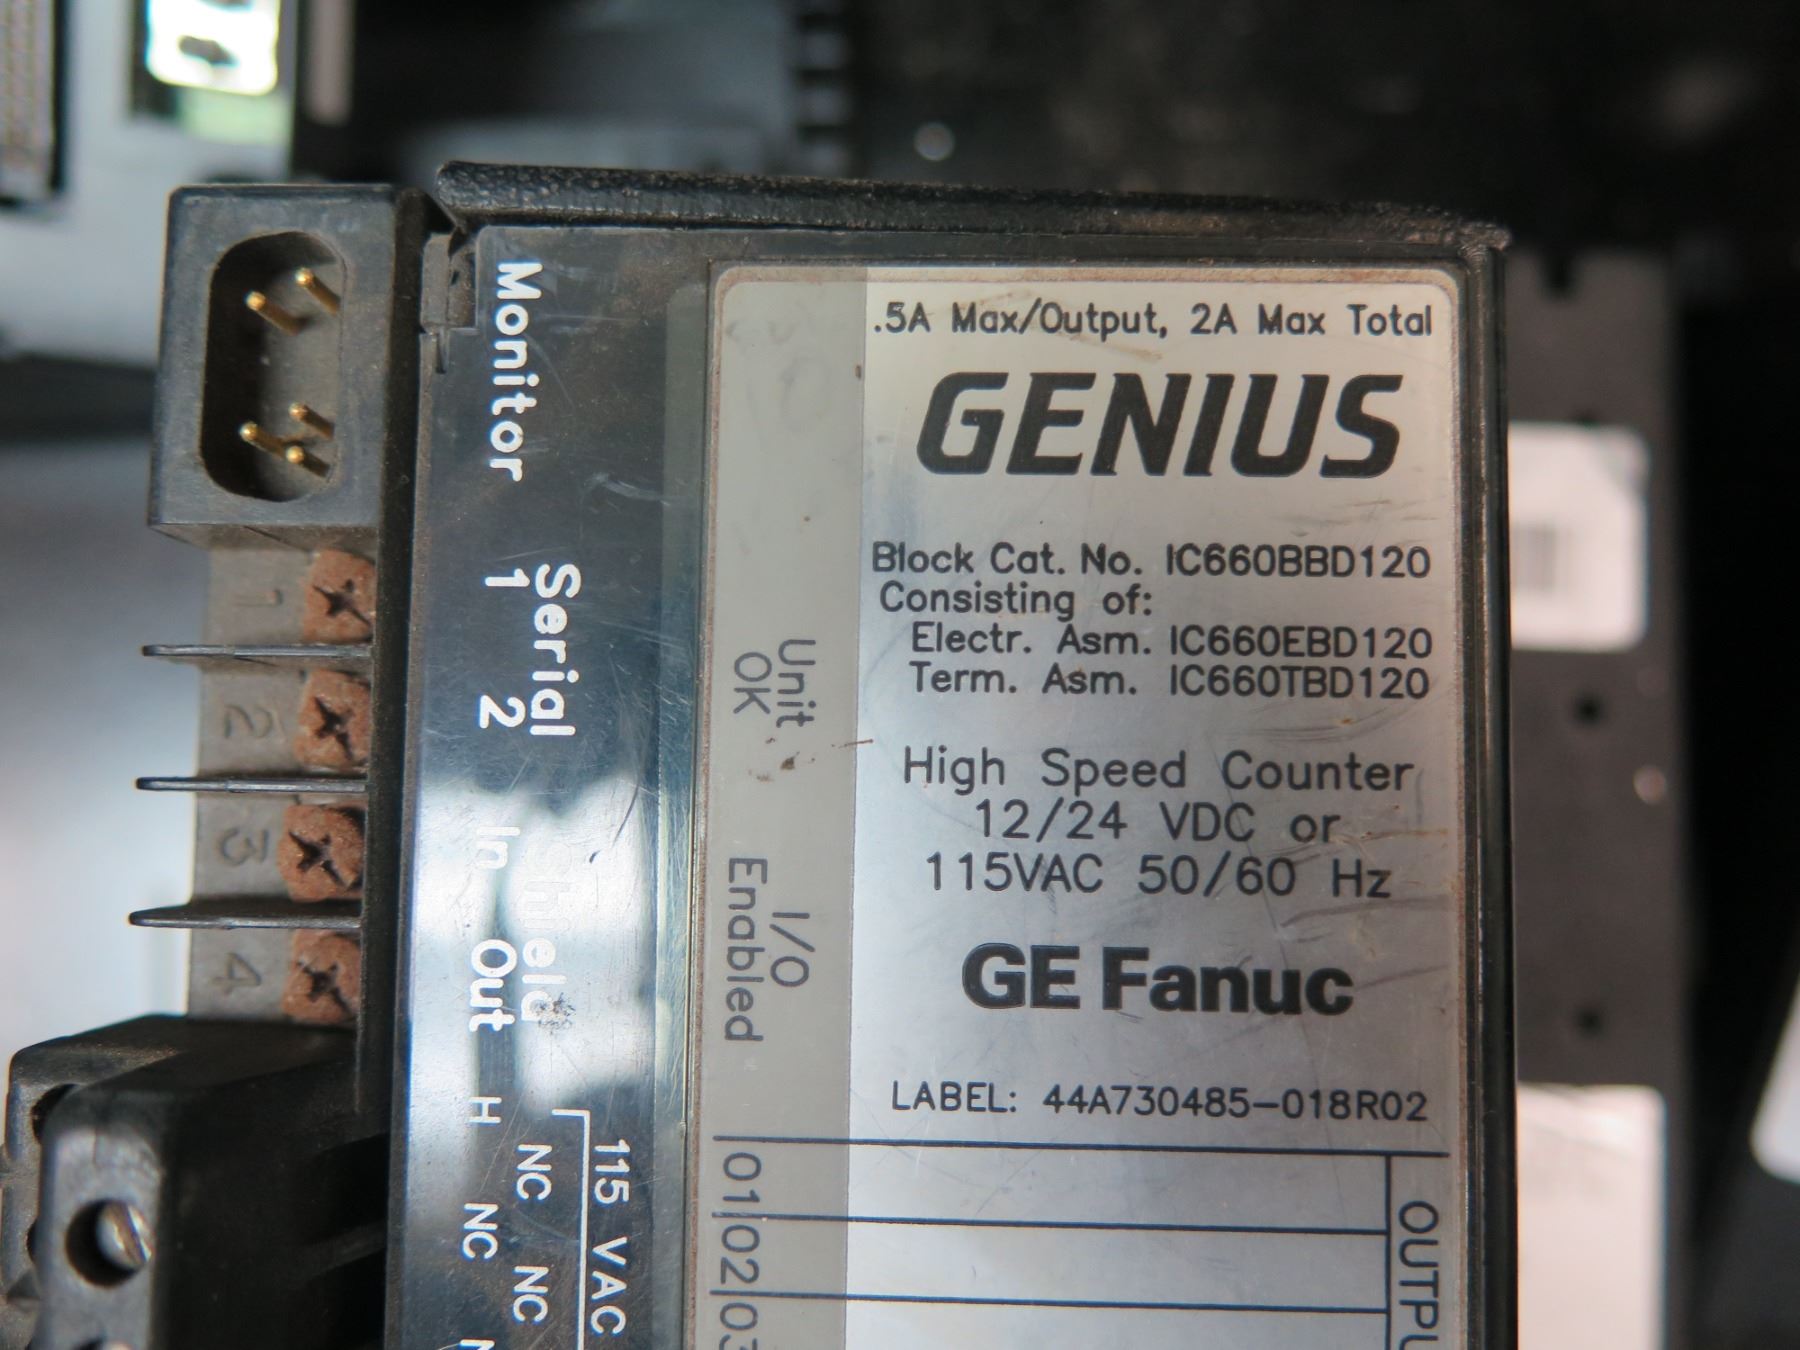 .5A Max/Output, 2A Max Total
GENIUS
Block Cat. No. IC660BBD120
Consisting of:
Electr. Asm. IC660EBD120
Term. Asm. IC660TBD120
High Speed Counter
12/24 VDC or
115VAC 50/60 Hz
GE Fanuc
LABEL: 44A730485-018R02
Unit
OK
I/O
Enabled
01 02 03
Monitor
Serial
1 2
Shield
In Out
H NC
NC NC
115 VAC
1
2
3
4